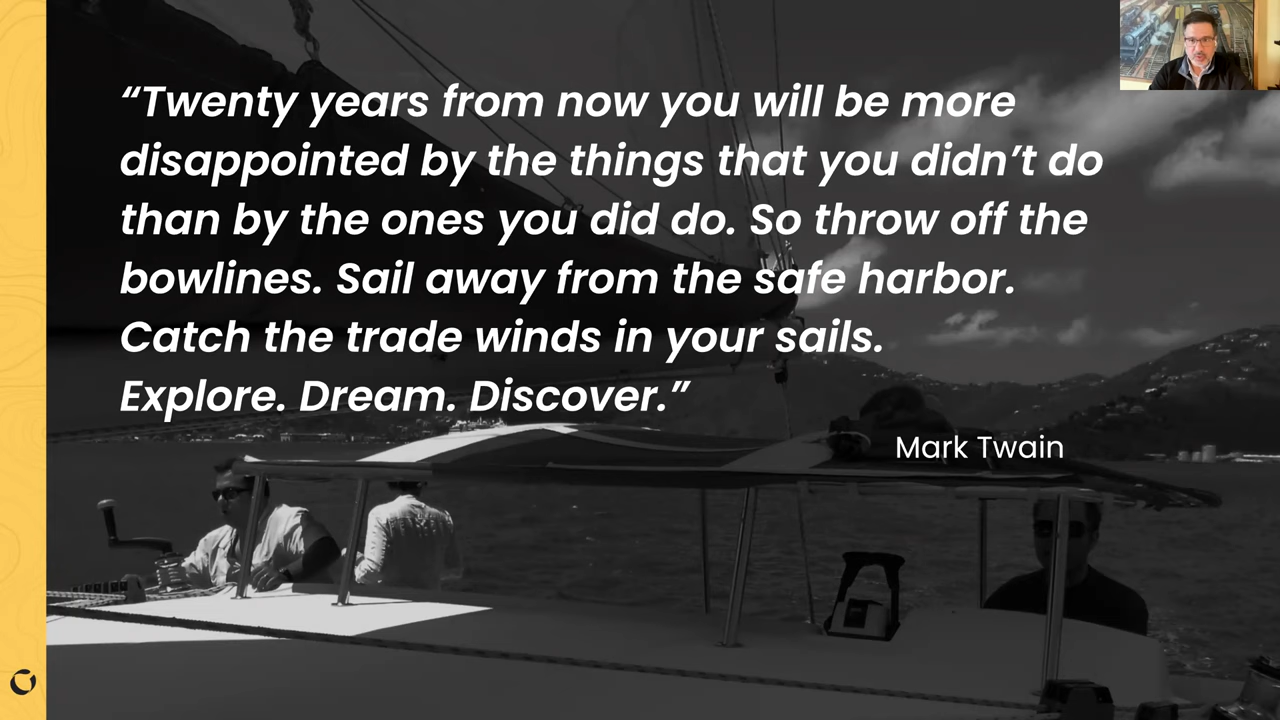 “Twenty years from now you will be more
disappointed by the things that you didn’t do
than by the ones you did do. So throw off the
bowlines. Sail away from the safe harbor.
Catch the trade winds in your sails.
Explore. Dream. Discover.”
Mark Twain